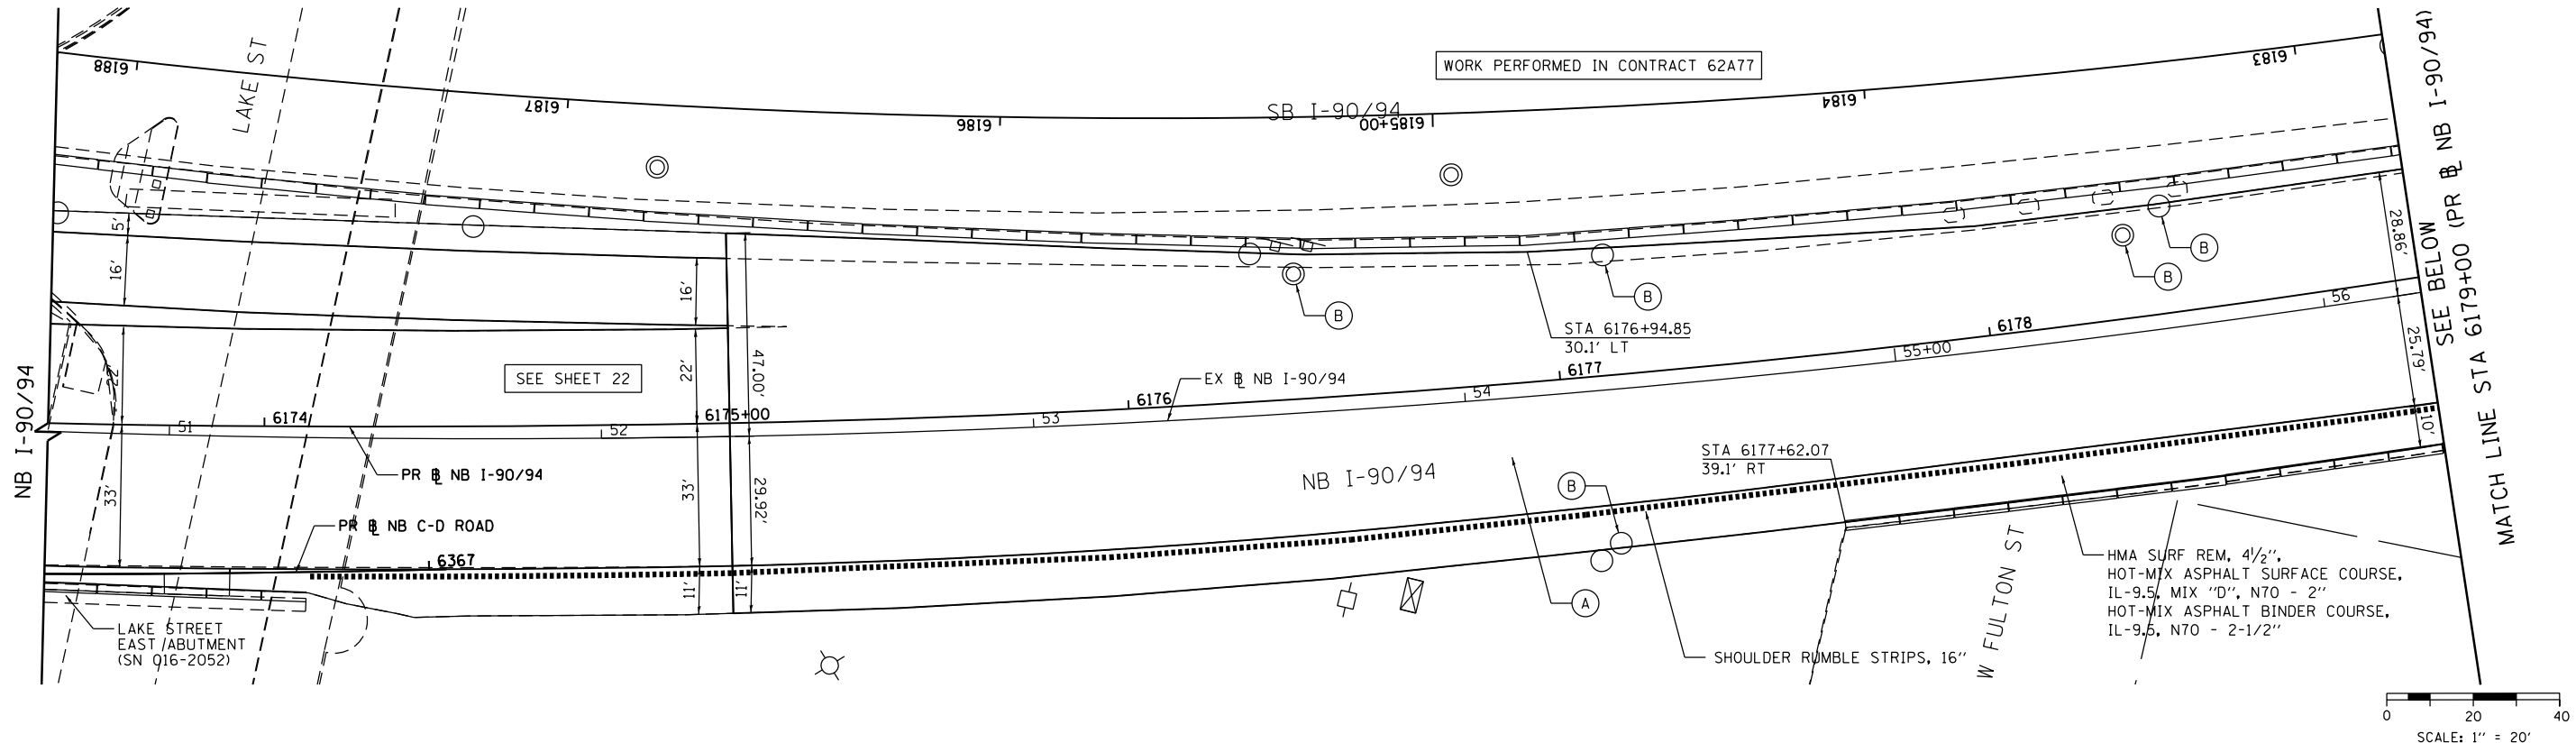 6188
LAKE ST
6187
6186
SB I-90/94
6185+00
WORK PERFORMED IN CONTRACT 62A77
6184
6183
5'
16'
22'
33'
NB I-90/94
51
6174
PR BL NB I-90/94
PR BL NB C-D ROAD
6367
LAKE STREET
EAST ABUTMENT
(SN 016-2052)
SEE SHEET 22
52
16'
22'
33'
11'
6175+00
47.00'
29.92'
11'
53
6176
EX BL NB I-90/94
54
6177
B
B
B
B
STA 6176+94.85
30.1' LT
55+00
6178
56
28.86'
25.79'
10'
NB I-90/94
B
A
STA 6177+62.07
39.1' RT
SHOULDER RUMBLE STRIPS, 16"
W FULTON ST
HMA SURF REM, 4½",
HOT-MIX ASPHALT SURFACE COURSE,
IL-9.5, MIX "D", N70 - 2"
HOT-MIX ASPHALT BINDER COURSE,
IL-9.5, N70 - 2-1/2"
SEE BELOW
MATCH LINE STA 6179+00 (PR BL NB I-90/94)
0 20 40
SCALE: 1" = 20'